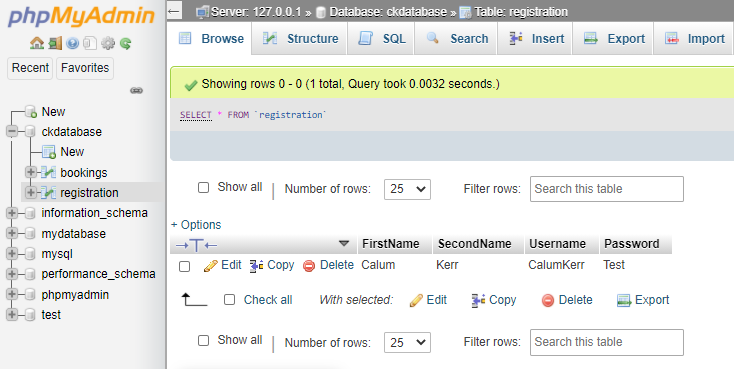 phpMyAdmin
Recent Favorites
New
ckdatabase
New
bookings
registration
information_schema
mydatabase
mysql
performance_schema
phpmyadmin
test
Server: 127.0.0.1 » Database: ckdatabase » Table: registration
Browse Structure SQL Search Insert Export Import
Showing rows 0 - 0 (1 total, Query took 0.0032 seconds.)
SELECT * FROM `registration`
Show all | Number of rows: 25 Filter rows: Search this table
+ Options
←T→ FirstName SecondName Username Password
Edit Copy Delete Calum Kerr CalumKerr Test
Check all With selected: Edit Copy Delete Export
Show all | Number of rows: 25 Filter rows: Search this table